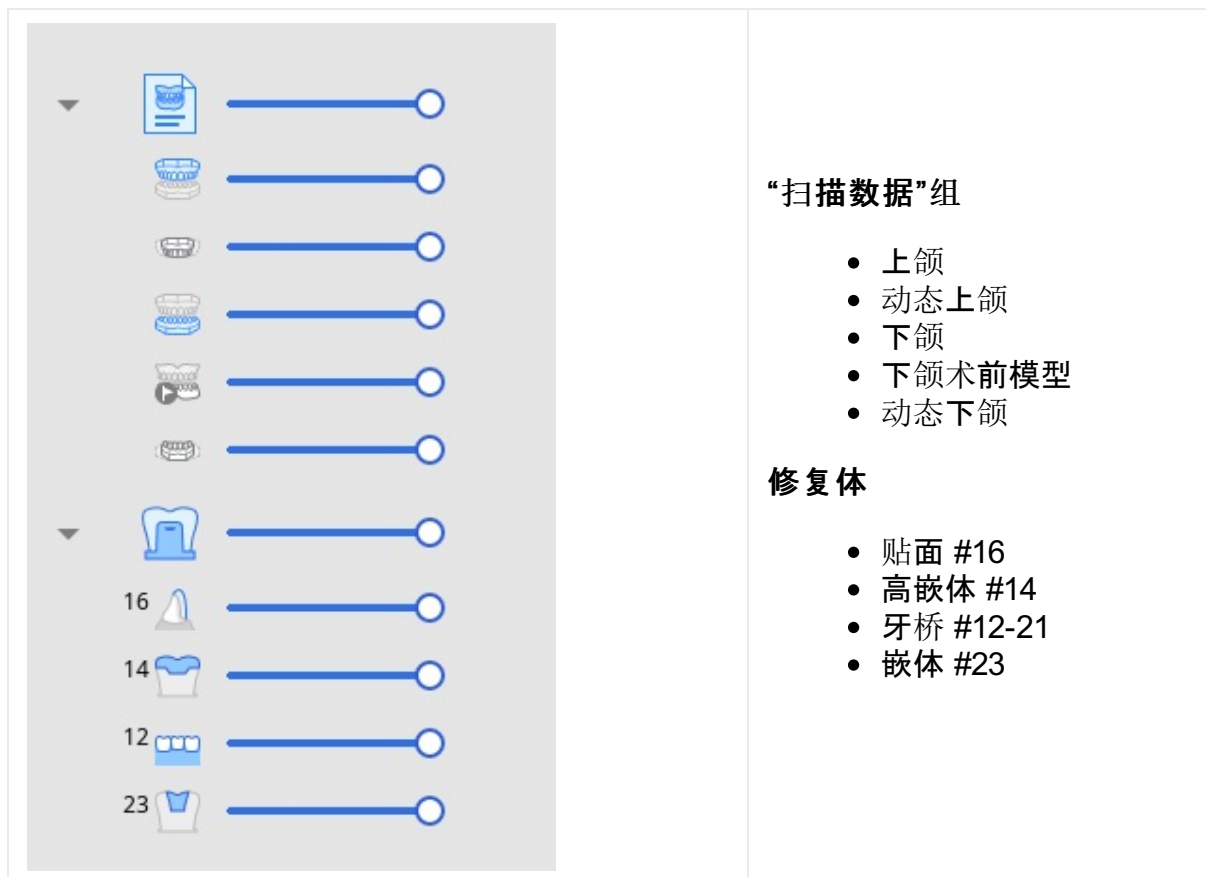 16
14
12
23
“扫描数据”组
上颌
动态上颌
下颌
下颌术前模型
动态下颌
修复体
贴面 #16
高嵌体 #14
牙桥 #12-21
嵌体 #23